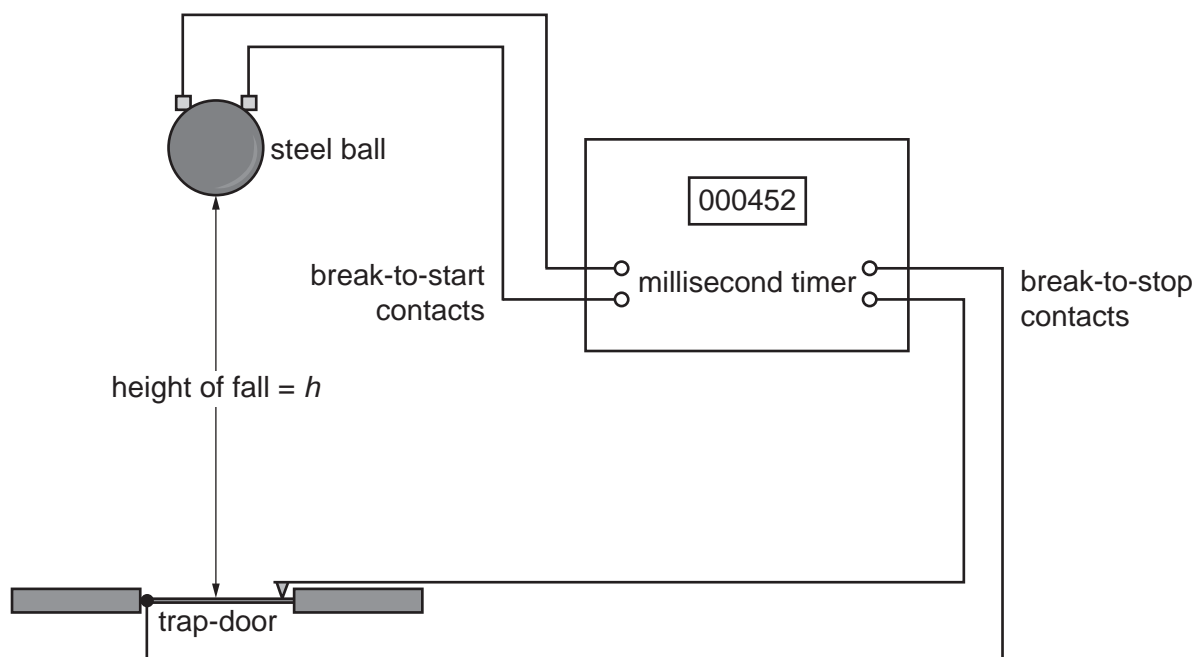 steel ball
000452
break-to-start
contacts
millisecond timer
break-to-stop
contacts
height of fall = h
trap-door